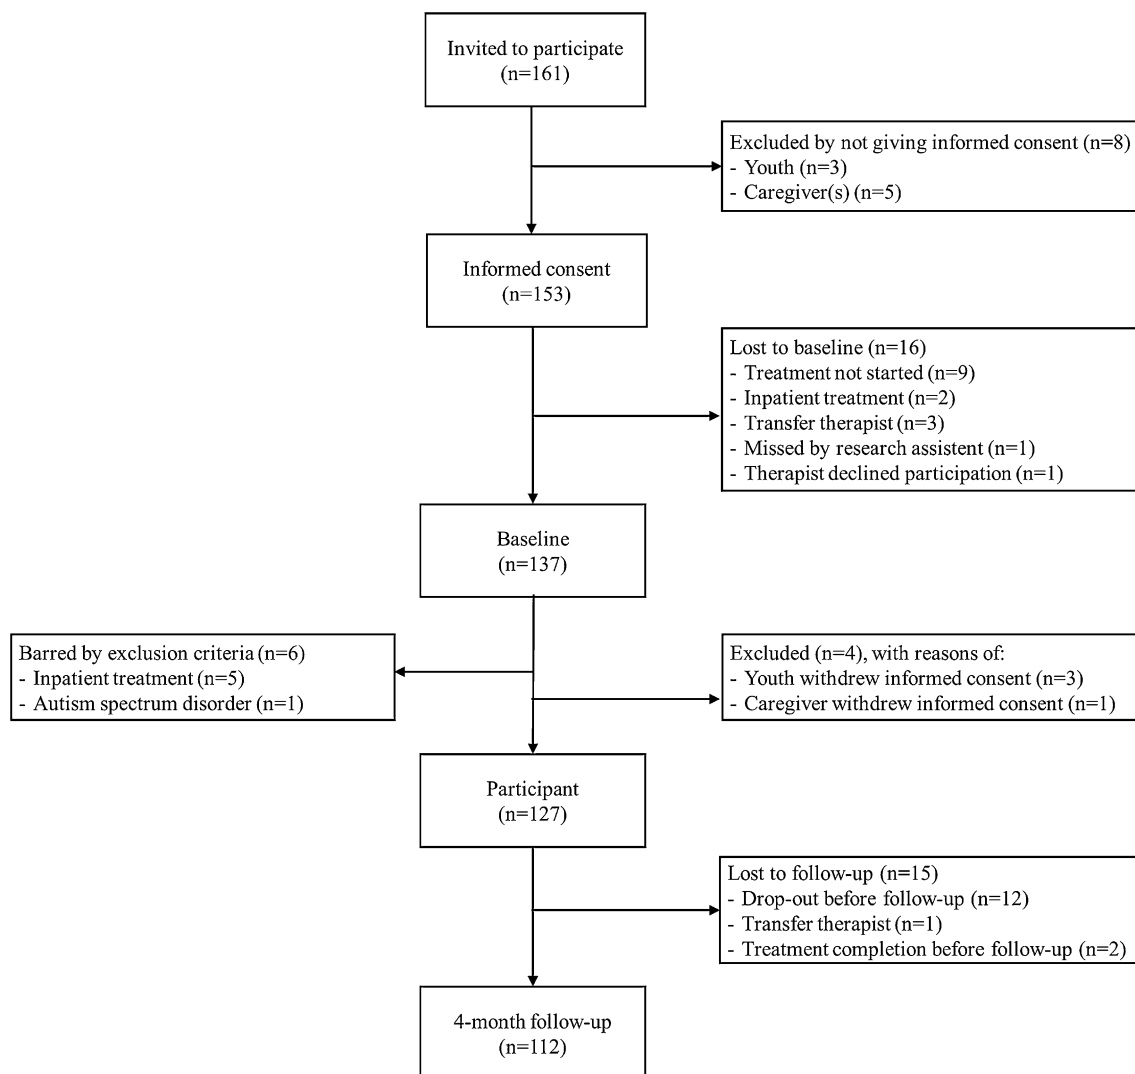 Invited to participate
(n=161)
Excluded by not giving informed consent (n=8)
- Youth (n=3)
- Caregiver(s) (n=5)
Informed consent
(n=153)
Lost to baseline (n=16)
- Treatment not started (n=9)
- Inpatient treatment (n=2)
- Transfer therapist (n=3)
- Missed by research assistent (n=1)
- Therapist declined participation (n=1)
Baseline
(n=137)
Barred by exclusion criteria (n=6)
- Inpatient treatment (n=5)
- Autism spectrum disorder (n=1)
Excluded (n=4), with reasons of:
- Youth withdrew informed consent (n=3)
- Caregiver withdrew informed consent (n=1)
Participant
(n=127)
Lost to follow-up (n=15)
- Drop-out before follow-up (n=12)
- Transfer therapist (n=1)
- Treatment completion before follow-up (n=2)
4-month follow-up
(n=112)